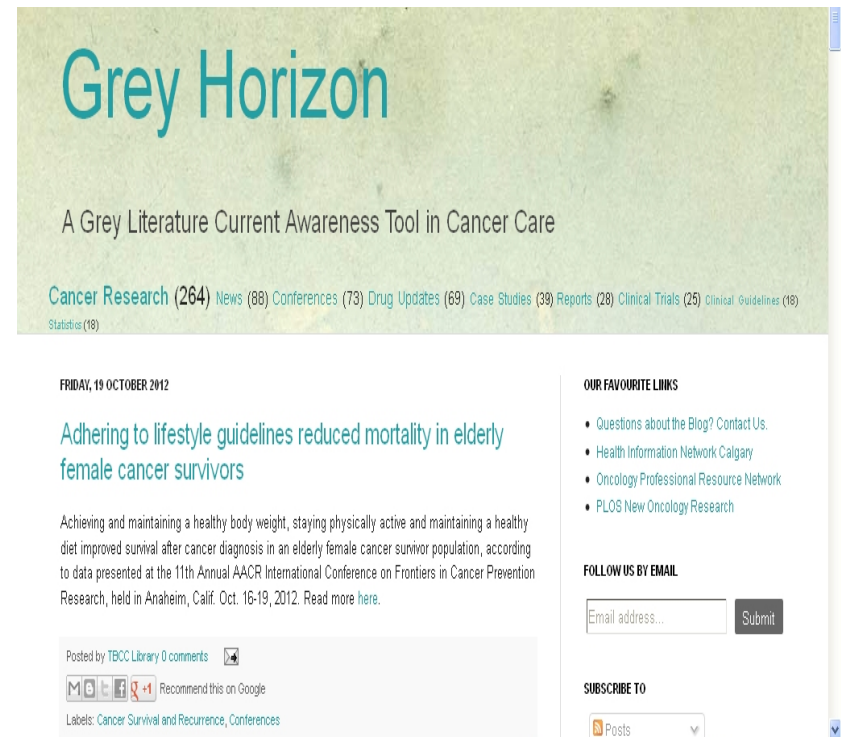 Grey Horizon
A Grey Literature Current Awareness Tool in Cancer Care
Cancer Research (264) News (88) Conferences (73) Drug Updates (69) Case Studies (39) Reports (28) Clinical Trials (25) Clinical Guidelines (18)
Statistics (18)
FRIDAY, 19 OCTOBER 2012
Adhering to lifestyle guidelines reduced mortality in elderly
female cancer survivors
Achieving and maintaining a healthy body weight, staying physically active and maintaining a healthy
diet improved survival after cancer diagnosis in an elderly female cancer survivor population, according
to data presented at the 11th Annual AACR International Conference on Frontiers in Cancer Prevention
Research, held in Anaheim, Calif. Oct. 16-19, 2012. Read more here.
Posted by TBCC Library 0 comments
+1 Recommend this on Google
Labels: Cancer Survival and Recurrence, Conferences
OUR FAVOURITE LINKS
Questions about the Blog? Contact Us.
Health Information Network Calgary
Oncology Professional Resource Network
PLOS New Oncology Research
FOLLOW US BY EMAIL
Email address... Submit
SUBSCRIBE TO
Posts